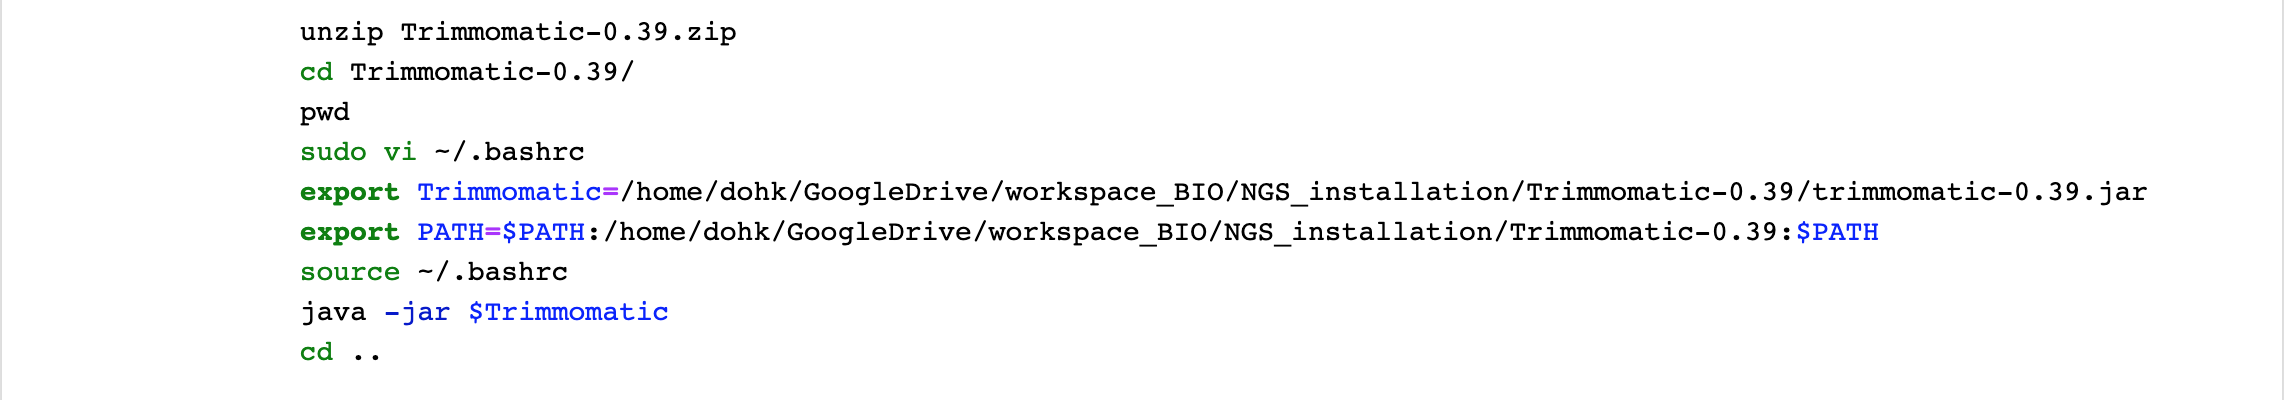 unzip Trimmomatic-0.39.zip
cd Trimmomatic-0.39/
pwd
sudo vi ~/.bashrc
export Trimmomatic=/home/dohk/GoogleDrive/workspace_BIO/NGS_installation/Trimmomatic-0.39/trimmomatic-0.39.jar
export PATH=$PATH:/home/dohk/GoogleDrive/workspace_BIO/NGS_installation/Trimmomatic-0.39:$PATH
source ~/.bashrc
java -jar $Trimmomatic
cd ..